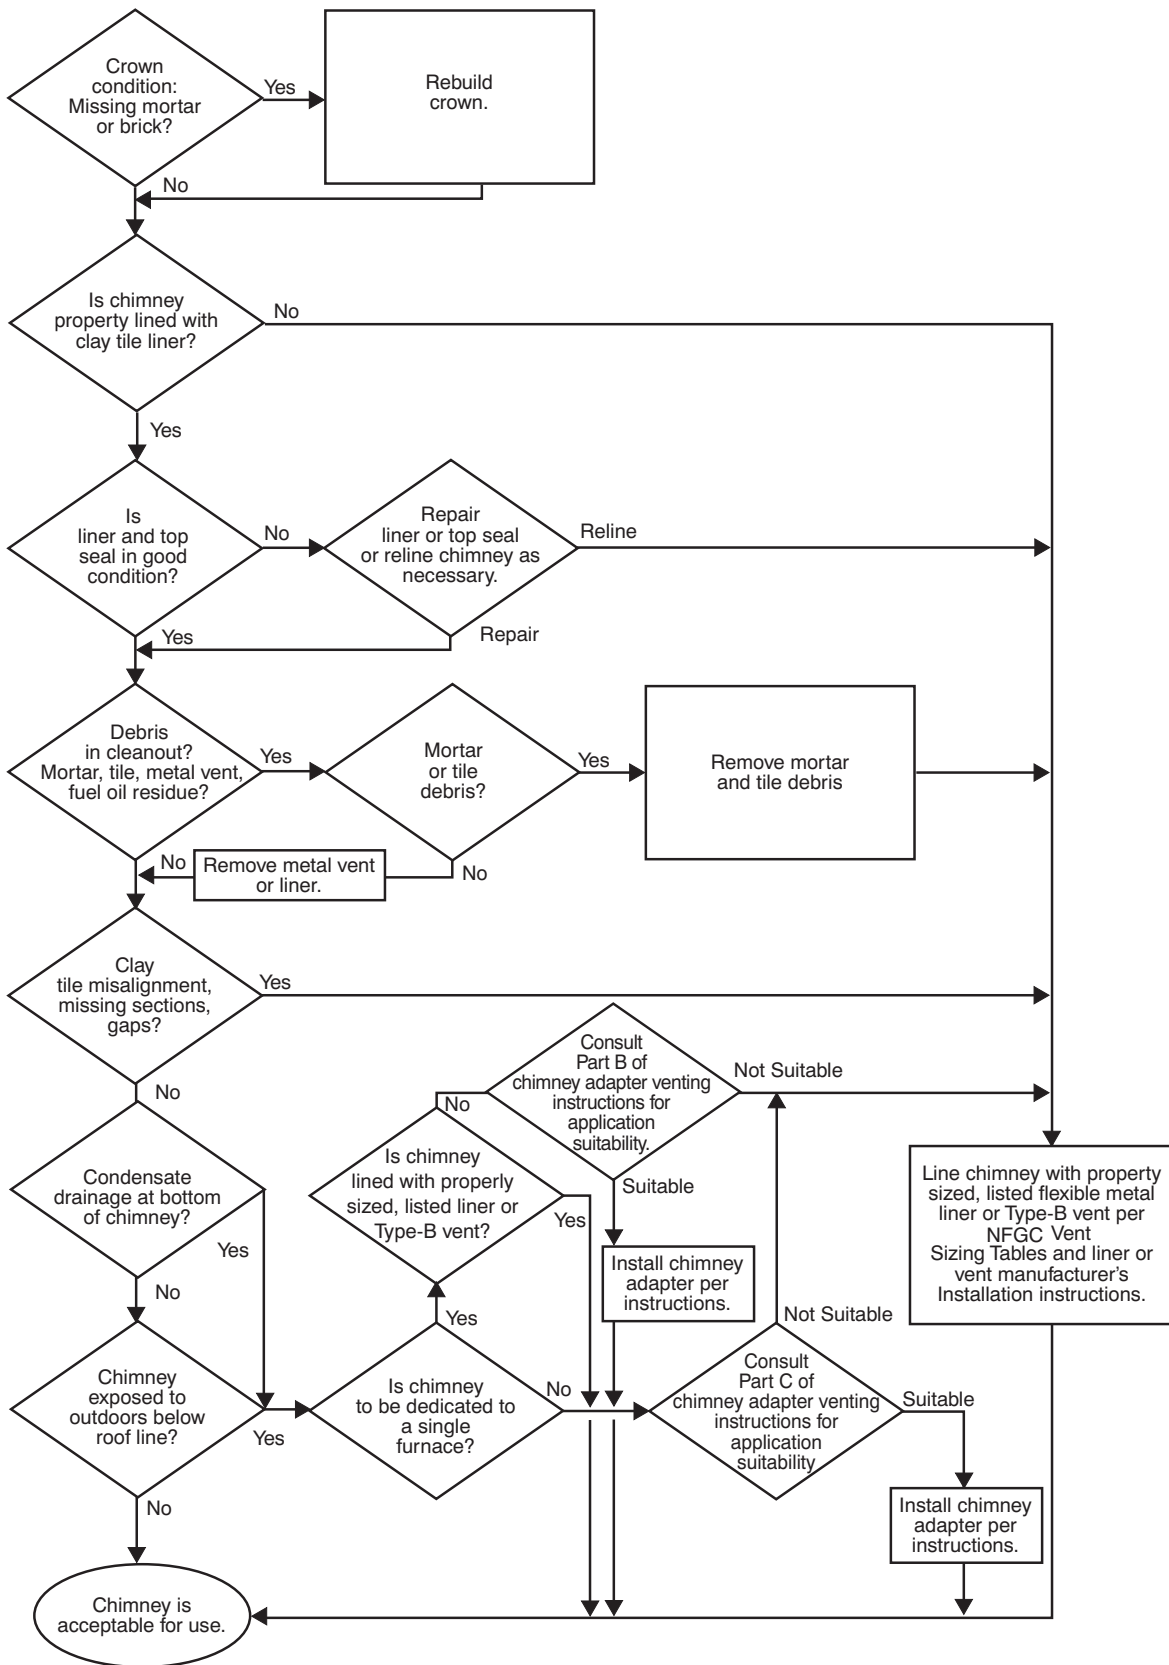 Crown
condition:
Missing mortar
or brick?
Yes
Rebuild
crown.
No
Is chimney
property lined with
clay tile liner?
No
Yes
Is
liner and top
seal in good
condition?
No
Repair
liner or top seal
or reline chimney as
necessary.
Reline
Yes
Repair
Debris
in cleanout?
Mortar, tile, metal vent,
fuel oil residue?
Yes
Mortar
or tile
debris?
Yes
Remove mortar
and tile debris
No
Remove metal vent
or liner.
No
Clay
tile misalignment,
missing sections,
gaps?
Yes
No
Consult
Part B of
chimney adapter venting
instructions for
application
suitability.
Not Suitable
Suitable
No
Is chimney
lined with properly
sized, listed liner or
Type-B vent?
Yes
Condensate
drainage at bottom
of chimney?
Yes
No
Install chimney
adapter per
instructions.
Line chimney with property
sized, listed flexible metal
liner or Type-B vent per
NFGC Vent
Sizing Tables and liner or
vent manufacturer's
Installation instructions.
Not Suitable
Yes
Chimney
exposed to
outdoors below
roof line?
Yes
Is chimney
to be dedicated to
a single
furnace?
No
Consult
Part C of
chimney adapter venting
instructions for
application
suitability
Suitable
No
Install chimney
adapter per
instructions.
Chimney is
acceptable for use.